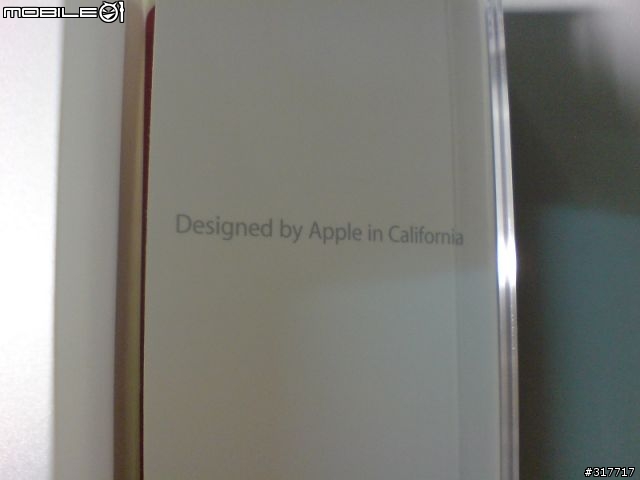 MOBILE01
Designed by Apple in California
#317717